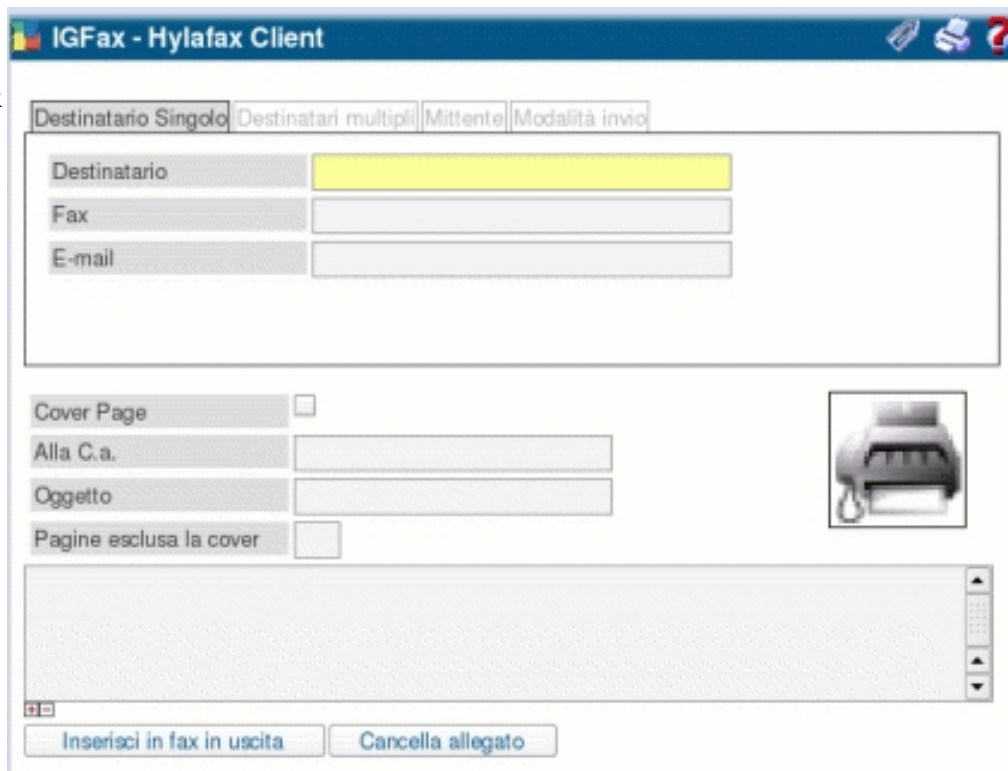 IGFax - Hylafax Client
Destinatario Singolo Destinatari multipli Mittente Modalità invio
Destinatario
Fax
E-mail
Cover Page
Alla C.a.
Oggetto
Pagine esclusa la cover
Inserisci in fax in uscita Cancella allegato